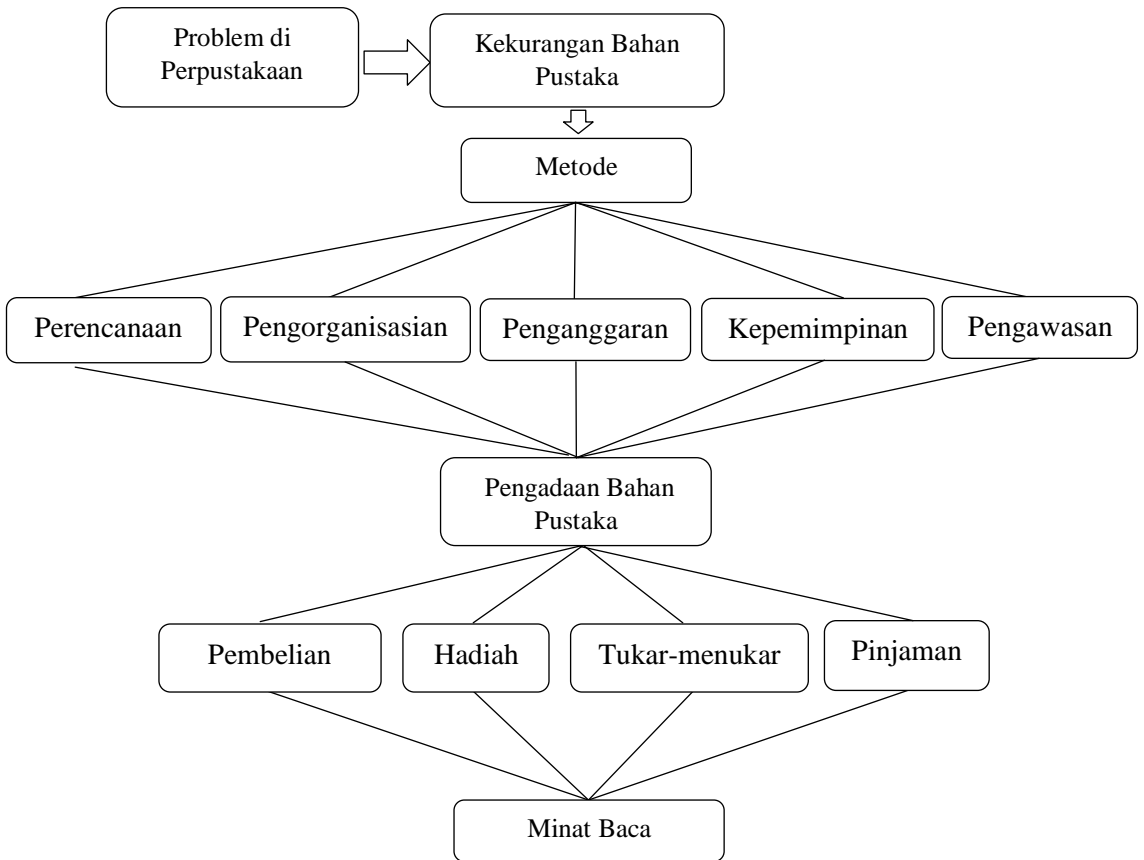 Problem di
Perpustakaan
Kekurangan Bahan
Pustaka
Metode
Perencanaan
Pengorganisasian
Penganggaran
Kepemimpinan
Pengawasan
Pengadaan Bahan
Pustaka
Pembelian
Hadiah
Tukar-menukar
Pinjaman
Minat Baca